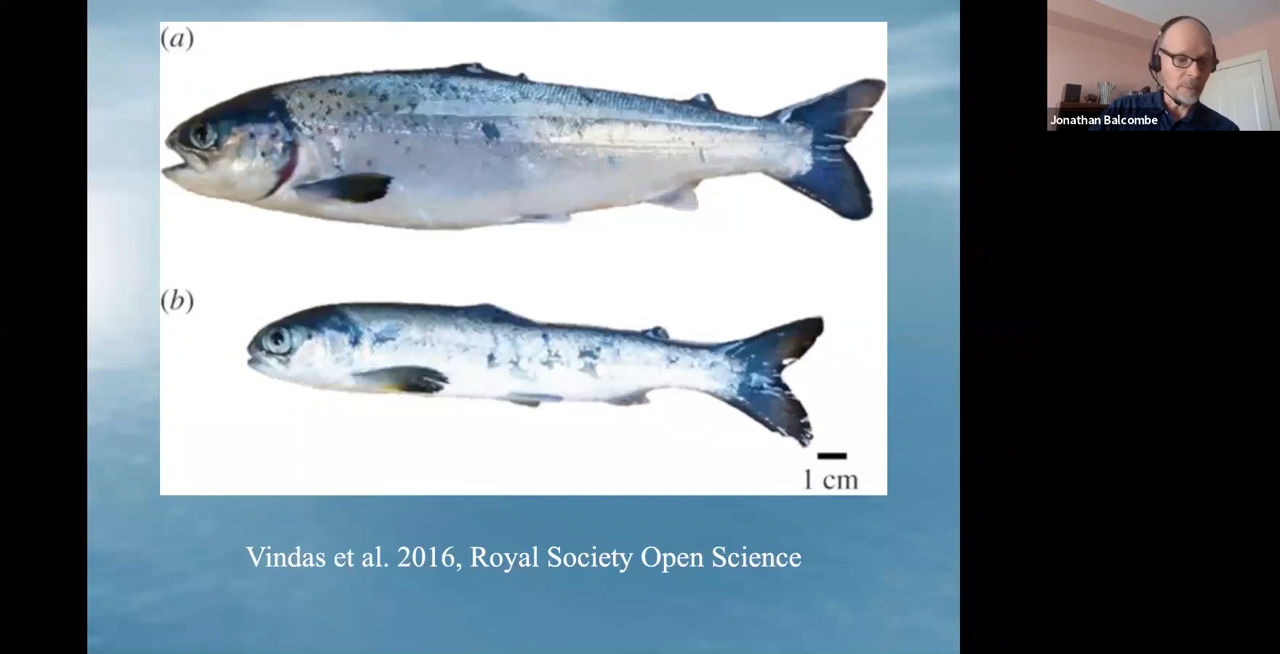 (a)
Jonathan Balcombe
(b)
1 cm
Vindas et al. 2016, Royal Society Open Science